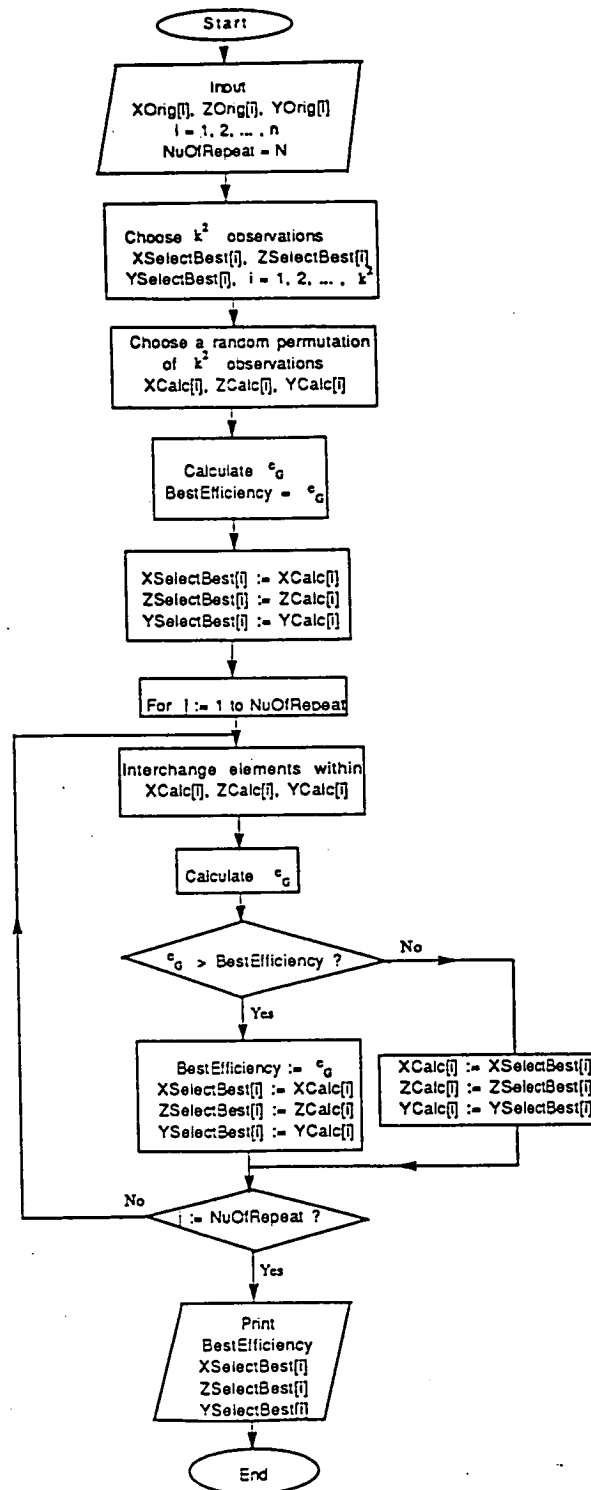 Start
Input
XOrig[i], ZOrig[i], YOrig[i]
i = 1, 2, ... , n
NuOfRepeat = N
Choose k² observations
XSelectBest[i], ZSelectBest[i]
YSelectBest[i], i = 1, 2, ... , k²
Choose a random permutation
of k² observations
XCalc[i], ZCalc[i], YCalc[i]
Calculate e_G
BestEfficiency = e_G
XSelectBest[i] := XCalc[i]
ZSelectBest[i] := ZCalc[i]
YSelectBest[i] := YCalc[i]
For j := 1 to NuOfRepeat
Interchange elements within
XCalc[i], ZCalc[i], YCalc[i]
Calculate e_G
e_G > BestEfficiency ?
No
Yes
BestEfficiency := e_G
XSelectBest[i] := XCalc[i]
ZSelectBest[i] := ZCalc[i]
YSelectBest[i] := YCalc[i]
XCalc[i] := XSelectBest[i]
ZCalc[i] := ZSelectBest[i]
YCalc[i] := YSelectBest[i]
No
j := NuOfRepeat ?
Yes
Print
BestEfficiency
XSelectBest[i]
ZSelectBest[i]
YSelectBest[i]
End